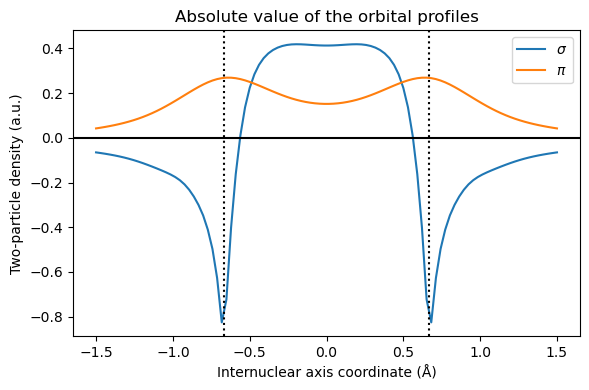 Absolute value of the orbital profiles
Two-particle density (a.u.)
0.4
0.2
0.0
−0.2
−0.4
−0.6
−0.8
σ
π
−1.5 −1.0 −0.5 0.0 0.5 1.0 1.5
Internuclear axis coordinate (Å)